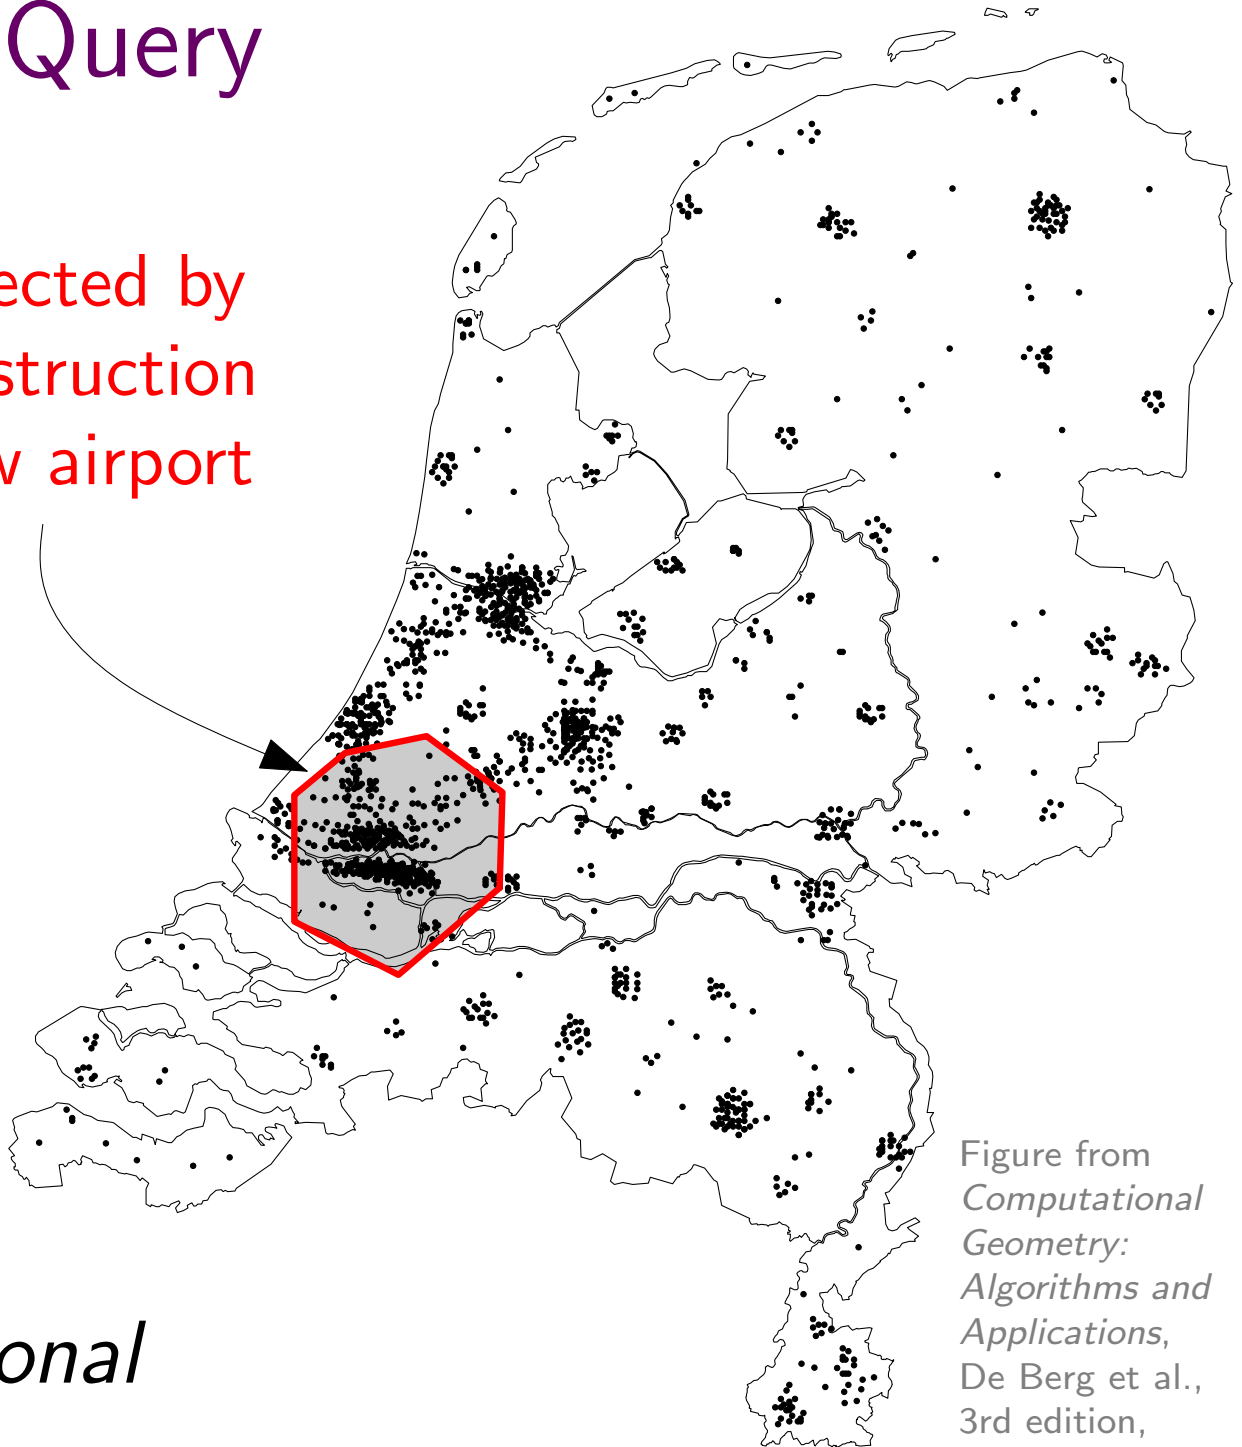 Query
ected by
struction
w airport
onal
Figure from
Computational
Geometry:
Algorithms and
Applications,
De Berg et al.,
3rd edition,